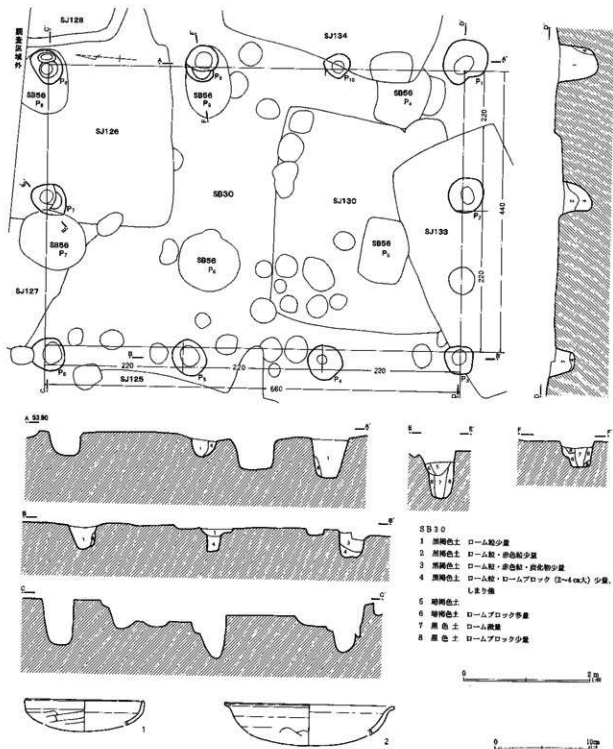 SJ128
調査区域外
SJ134
C'
D'
D'
A
F
A'
P8
P9
P10
P1
SB56
P8
SB56
P9
SB56
P4
SJ126
220
SB30
SJ130
SJ133
P7
P2
440
SB56
P7
SB56
P6
SB56
P5
220
SJ127
P6
B
P5
P4
P3
B'
220
220
220
SJ125
660
C
D
D
A 53.90
A'
E
E'
F
F'
B
B'
C
C'
SB30
1 黒褐色土 ローム粒少量
2 黒褐色土 ローム粒・赤色粒少量
3 黒褐色土 ローム粒・赤色粒・炭化物少量
4 黒褐色土 ローム粒・ロームブロック（2〜4cm大）少量、
しまり強
5 暗褐色土
6 暗褐色土 ロームブロック多量
7 黒色土 ローム微量
8 黒色土 ロームブロック少量
0 2m
0 10cm
1
2